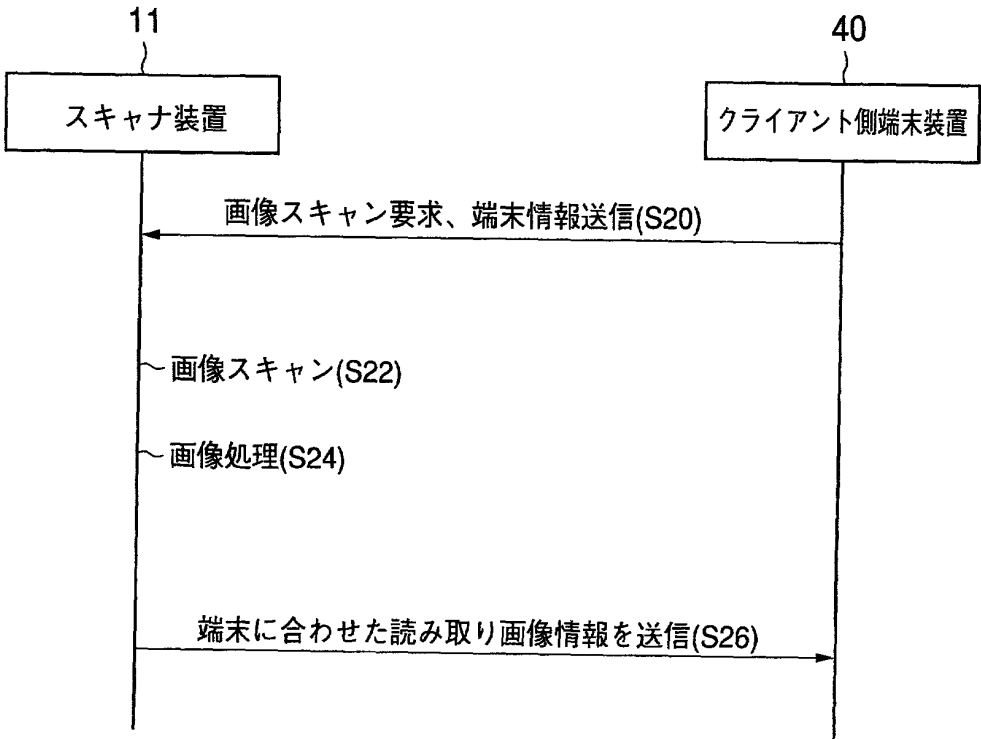 11
40
スキャナ装置
クライアント側端末装置
画像スキャン要求、端末情報送信(S20)
画像スキャン(S22)
画像処理(S24)
端末に合わせた読み取り画像情報を送信(S26)